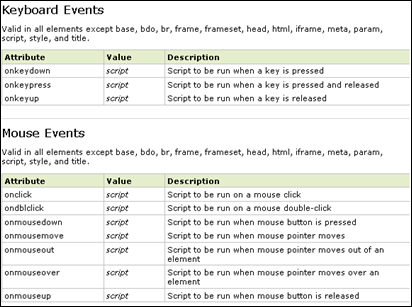 Keyboard Events
Valid in all elements except base, bdo, br, frame, frameset, head, html, iframe, meta, param,
script, style, and title.
Attribute Value Description
onkeydown script Script to be run when a key is pressed
onkeypress script Script to be run when a key is pressed and released
onkeyup script Script to be run when a key is released
Mouse Events
Valid in all elements except base, bdo, br, frame, frameset, head, html, iframe, meta, param,
script, style, and title.
Attribute Value Description
onclick script Script to be run on a mouse click
ondblclick script Script to be run on a mouse double-click
onmousedown script Script to be run when mouse button is pressed
onmousemove script Script to be run when mouse pointer moves
onmouseout script Script to be run when mouse pointer moves out of an
element
onmouseover script Script to be run when mouse pointer moves over an
element
onmouseup script Script to be run when mouse button is released